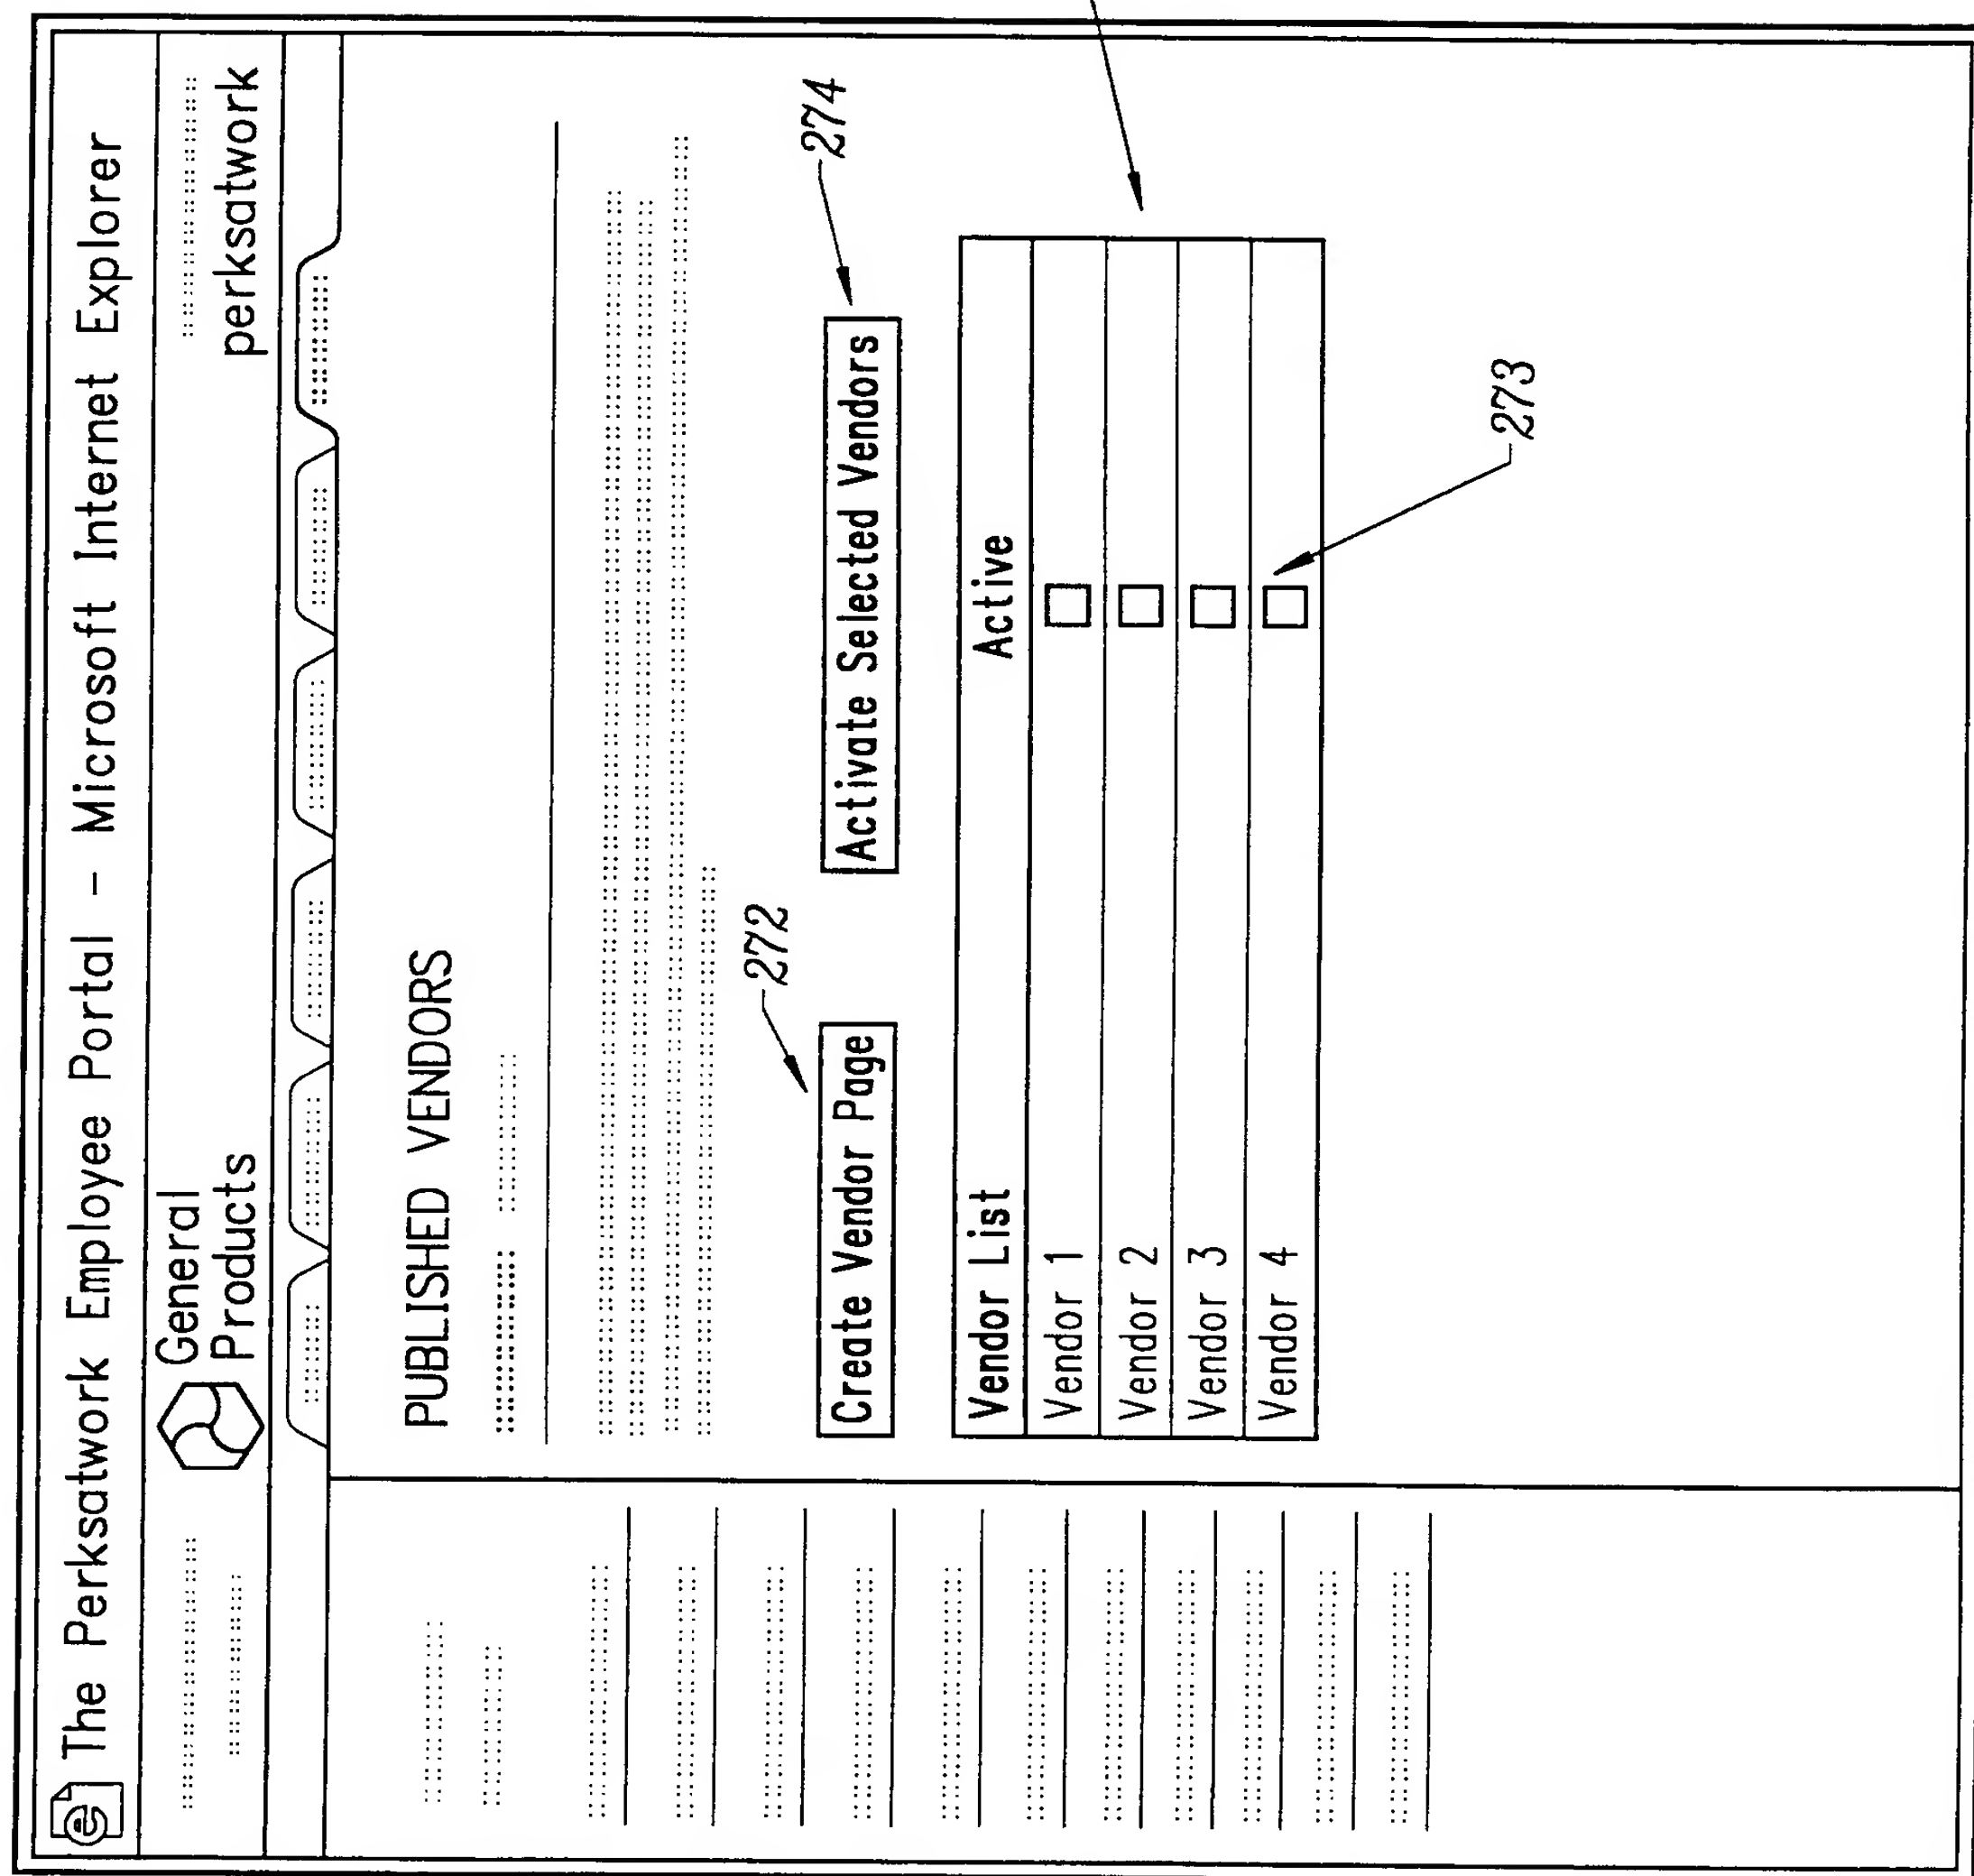 The Perksatwork Employee Portal - Microsoft Internet Explorer
General
Products
perksatwork
PUBLISHED VENDORS
272
274
Create Vendor Page
Activate Selected Vendors
Vendor List Active
Vendor 1
Vendor 2
Vendor 3
Vendor 4
273